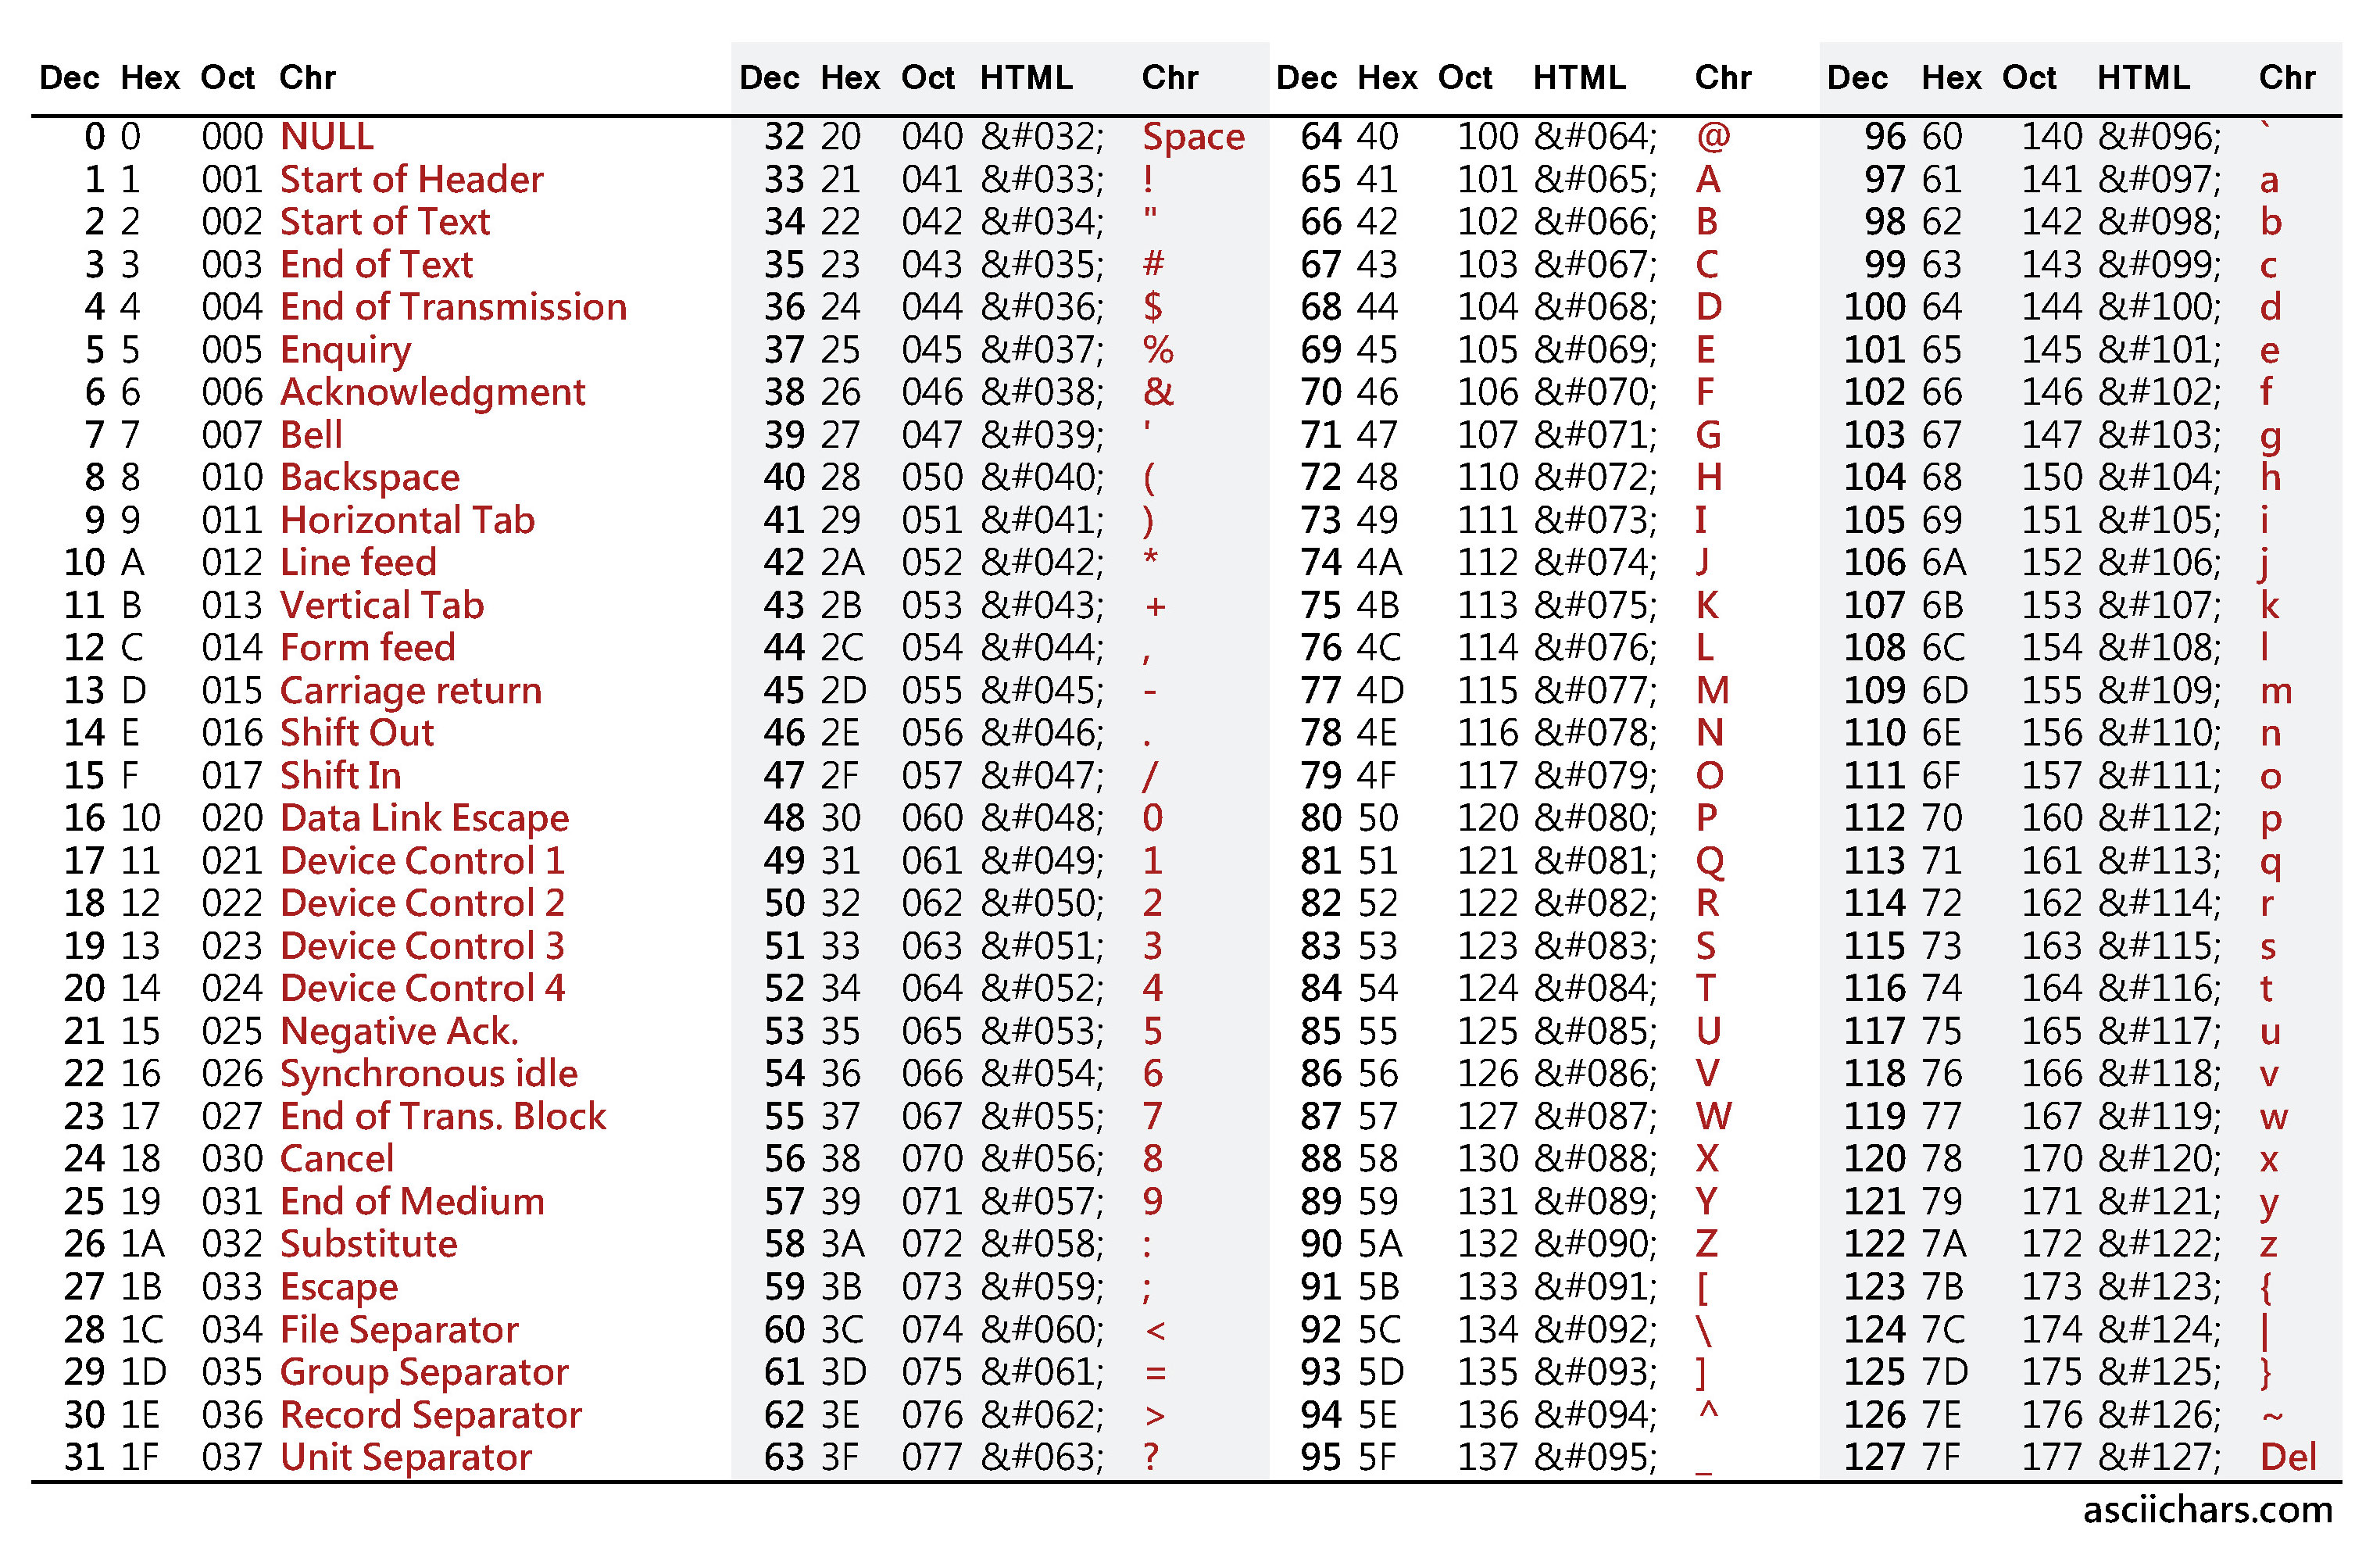 Dec Hex Oct Chr Dec Hex Oct HTML Chr Dec Hex Oct HTML Chr Dec Hex Oct HTML Chr
0 0 000 NULL 32 20 040 &#032; Space 64 40 100 &#064; @ 96 60 140 &#096; `
1 1 001 Start of Header 33 21 041 &#033; ! 65 41 101 &#065; A 97 61 141 &#097; a
2 2 002 Start of Text 34 22 042 &#034; " 66 42 102 &#066; B 98 62 142 &#098; b
3 3 003 End of Text 35 23 043 &#035; # 67 43 103 &#067; C 99 63 143 &#099; c
4 4 004 End of Transmission 36 24 044 &#036; $ 68 44 104 &#068; D 100 64 144 &#100; d
5 5 005 Enquiry 37 25 045 &#037; % 69 45 105 &#069; E 101 65 145 &#101; e
6 6 006 Acknowledgment 38 26 046 &#038; & 70 46 106 &#070; F 102 66 146 &#102; f
7 7 007 Bell 39 27 047 &#039; ' 71 47 107 &#071; G 103 67 147 &#103; g
8 8 010 Backspace 40 28 050 &#040; ( 72 48 110 &#072; H 104 68 150 &#104; h
9 9 011 Horizontal Tab 41 29 051 &#041; ) 73 49 111 &#073; I 105 69 151 &#105; i
10 A 012 Line feed 42 2A 052 &#042; * 74 4A 112 &#074; J 106 6A 152 &#106; j
11 B 013 Vertical Tab 43 2B 053 &#043; + 75 4B 113 &#075; K 107 6B 153 &#107; k
12 C 014 Form feed 44 2C 054 &#044; , 76 4C 114 &#076; L 108 6C 154 &#108; l
13 D 015 Carriage return 45 2D 055 &#045; - 77 4D 115 &#077; M 109 6D 155 &#109; m
14 E 016 Shift Out 46 2E 056 &#046; . 78 4E 116 &#078; N 110 6E 156 &#110; n
15 F 017 Shift In 47 2F 057 &#047; / 79 4F 117 &#079; O 111 6F 157 &#111; o
16 10 020 Data Link Escape 48 30 060 &#048; 0 80 50 120 &#080; P 112 70 160 &#112; p
17 11 021 Device Control 1 49 31 061 &#049; 1 81 51 121 &#081; Q 113 71 161 &#113; q
18 12 022 Device Control 2 50 32 062 &#050; 2 82 52 122 &#082; R 114 72 162 &#114; r
19 13 023 Device Control 3 51 33 063 &#051; 3 83 53 123 &#083; S 115 73 163 &#115; s
20 14 024 Device Control 4 52 34 064 &#052; 4 84 54 124 &#084; T 116 74 164 &#116; t
21 15 025 Negative Ack. 53 35 065 &#053; 5 85 55 125 &#085; U 117 75 165 &#117; u
22 16 026 Synchronous idle 54 36 066 &#054; 6 86 56 126 &#086; V 118 76 166 &#118; v
23 17 027 End of Trans. Block 55 37 067 &#055; 7 87 57 127 &#087; W 119 77 167 &#119; w
24 18 030 Cancel 56 38 070 &#056; 8 88 58 130 &#088; X 120 78 170 &#120; x
25 19 031 End of Medium 57 39 071 &#057; 9 89 59 131 &#089; Y 121 79 171 &#121; y
26 1A 032 Substitute 58 3A 072 &#058; : 90 5A 132 &#090; Z 122 7A 172 &#122; z
27 1B 033 Escape 59 3B 073 &#059; ; 91 5B 133 &#091; [ 123 7B 173 &#123; {
28 1C 034 File Separator 60 3C 074 &#060; < 92 5C 134 &#092; \ 124 7C 174 &#124; |
29 1D 035 Group Separator 61 3D 075 &#061; = 93 5D 135 &#093; ] 125 7D 175 &#125; }
30 1E 036 Record Separator 62 3E 076 &#062; > 94 5E 136 &#094; ^ 126 7E 176 &#126; ~
31 1F 037 Unit Separator 63 3F 077 &#063; ? 95 5F 137 &#095; _ 127 7F 177 &#127; Del
asciichars.com